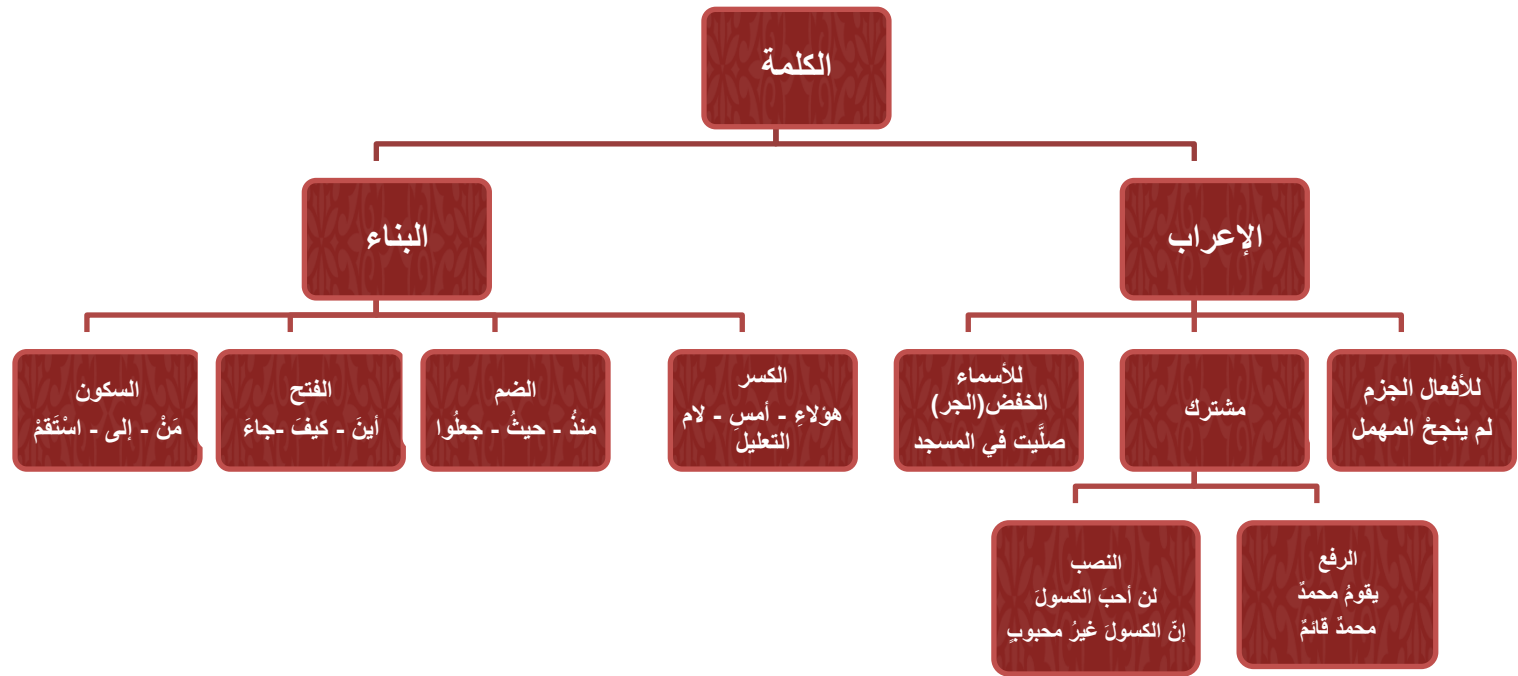 الكلمة
الإعراب
البناء
للأفعال الجزم
لم ينجحْ المهمل
مشترك
للأسماء
الخفض(الجر)
صلَّيت في المسجد
الكسر
هؤلاءِ - أمسِ - لام
التعليل
الضم
منذُ - حيثُ - جعلُوا
الفتح
أينَ - كيفَ -جاءَ
السكون
مَنْ - إلى - اسْتَقمْ
الرفع
يقومُ محمدٌ
محمدٌ قائمٌ
النصب
لن أحبَ الكسولَ
إنّ الكسولَ غيرُ محبوبٍ